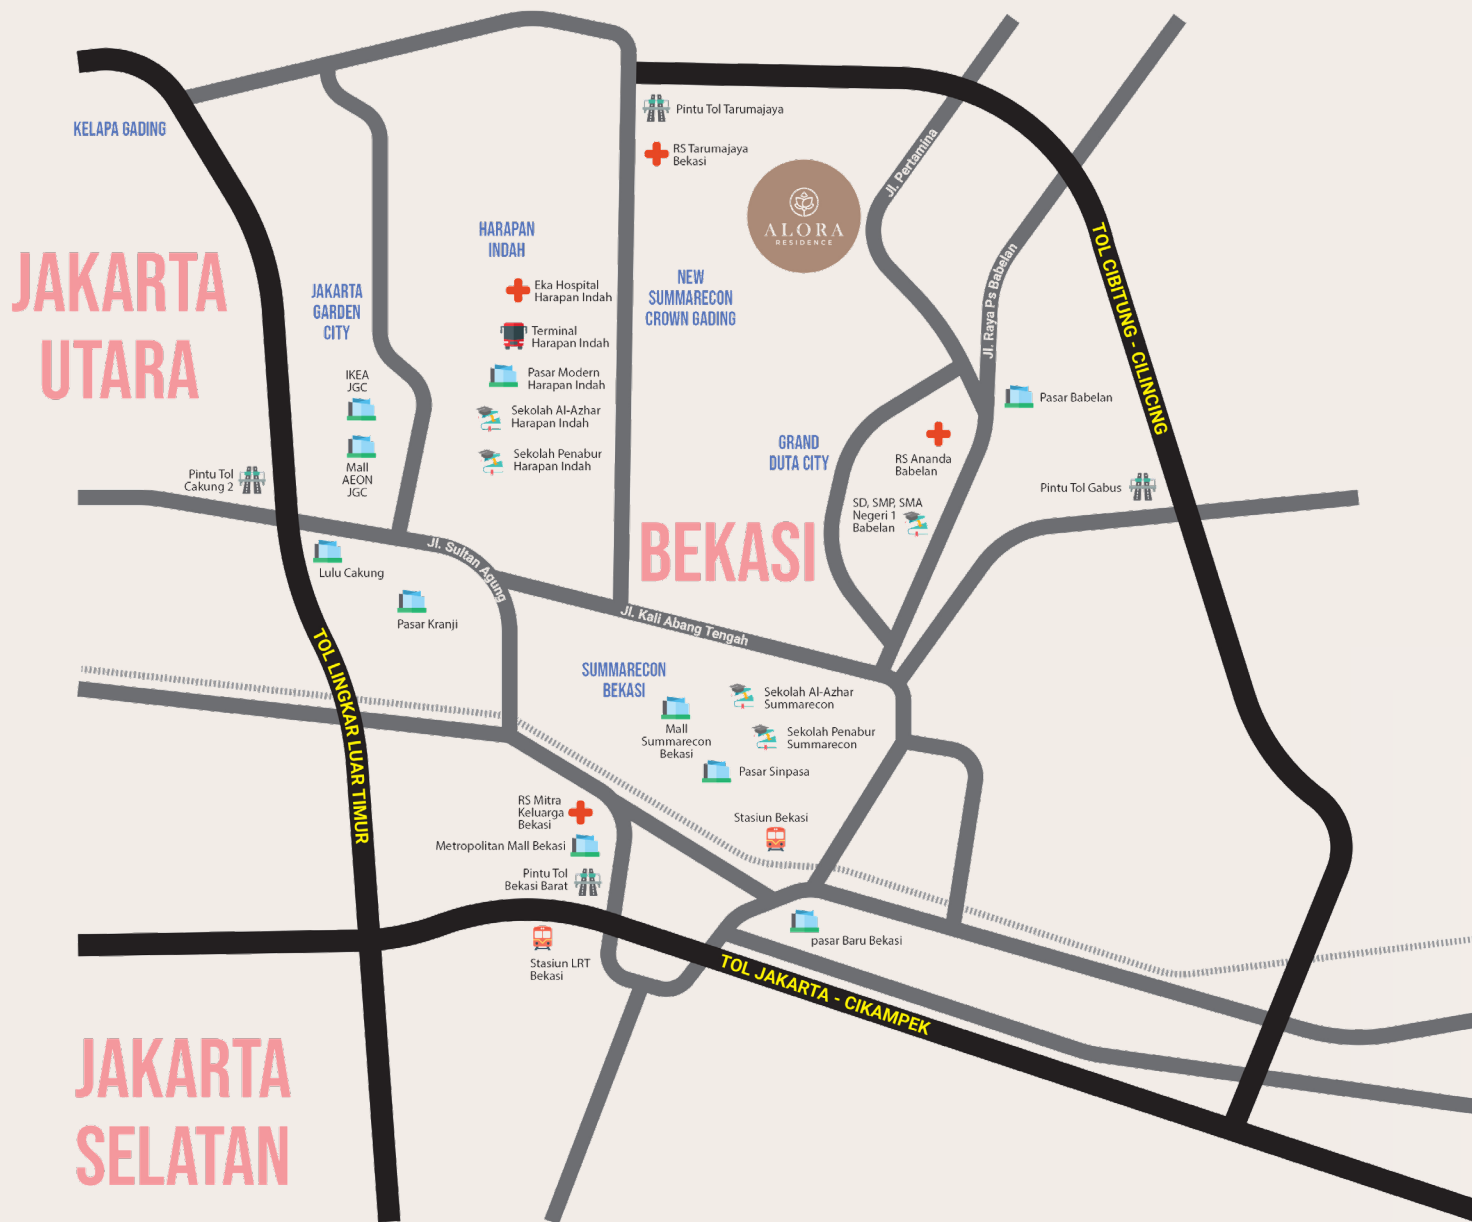 KELAPA GADING
Pintu Tol Tarumajaya
RS Tarumajaya
Bekasi
ALORA
RESIDENCE
Jl. Pertamina
Jl. Raya Ps Babelan
TOL CIBITUNG - CILINCING
JAKARTA
UTARA
HARAPAN
INDAH
Eka Hospital
Harapan Indah
Terminal
Harapan Indah
Pasar Modern
Harapan Indah
Sekolah Al-Azhar
Harapan Indah
Sekolah Penabur
Harapan Indah
JAKARTA
GARDEN
CITY
IKEA
JGC
Mall
AEON
JGC
NEW
SUMMARECON
CROWN GADING
Pasar Babelan
GRAND
DUTA CITY
RS Ananda
Babelan
SD, SMP, SMA
Negeri 1
Babelan
Pintu Tol Gabus
Pintu Tol
Cakung 2
BEKASI
Jl. Sultan Agung
Lulu Cakung
Pasar Kranji
Jl. Kali Abang Tengah
TOL LINGKAR LUAR TIMUR
SUMMARECON
BEKASI
Mall
Summarecon
Bekasi
Sekolah Al-Azhar
Summarecon
Sekolah Penabur
Summarecon
Pasar Sinpasa
Stasiun Bekasi
RS Mitra
Keluarga
Bekasi
Metropolitan Mall Bekasi
Pintu Tol
Bekasi Barat
Stasiun LRT
Bekasi
pasar Baru Bekasi
TOL JAKARTA - CIKAMPEK
JAKARTA
SELATAN